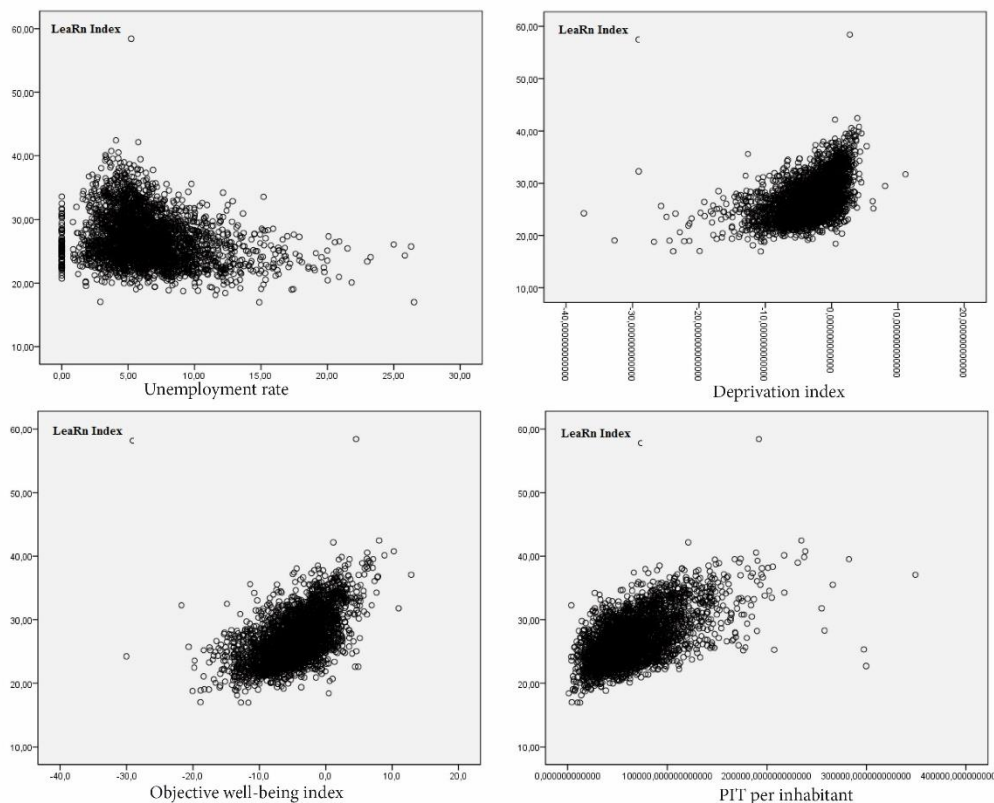 LeaRn Index
60,00
50,00
40,00
30,00
20,00
10,00
0,00 5,00 10,00 15,00 20,00 25,00 30,00
Unemployment rate
LeaRn Index
60,00
50,00
40,00
30,00
20,00
10,00
Deprivation index
LeaRn Index
60,00
50,00
40,00
30,00
20,00
10,00
-40,0 -30,0 -20,0 -10,0 0,0 10,0 20,0
Objective well-being index
LeaRn Index
60,00
50,00
40,00
30,00
20,00
10,00
PIT per inhabitant